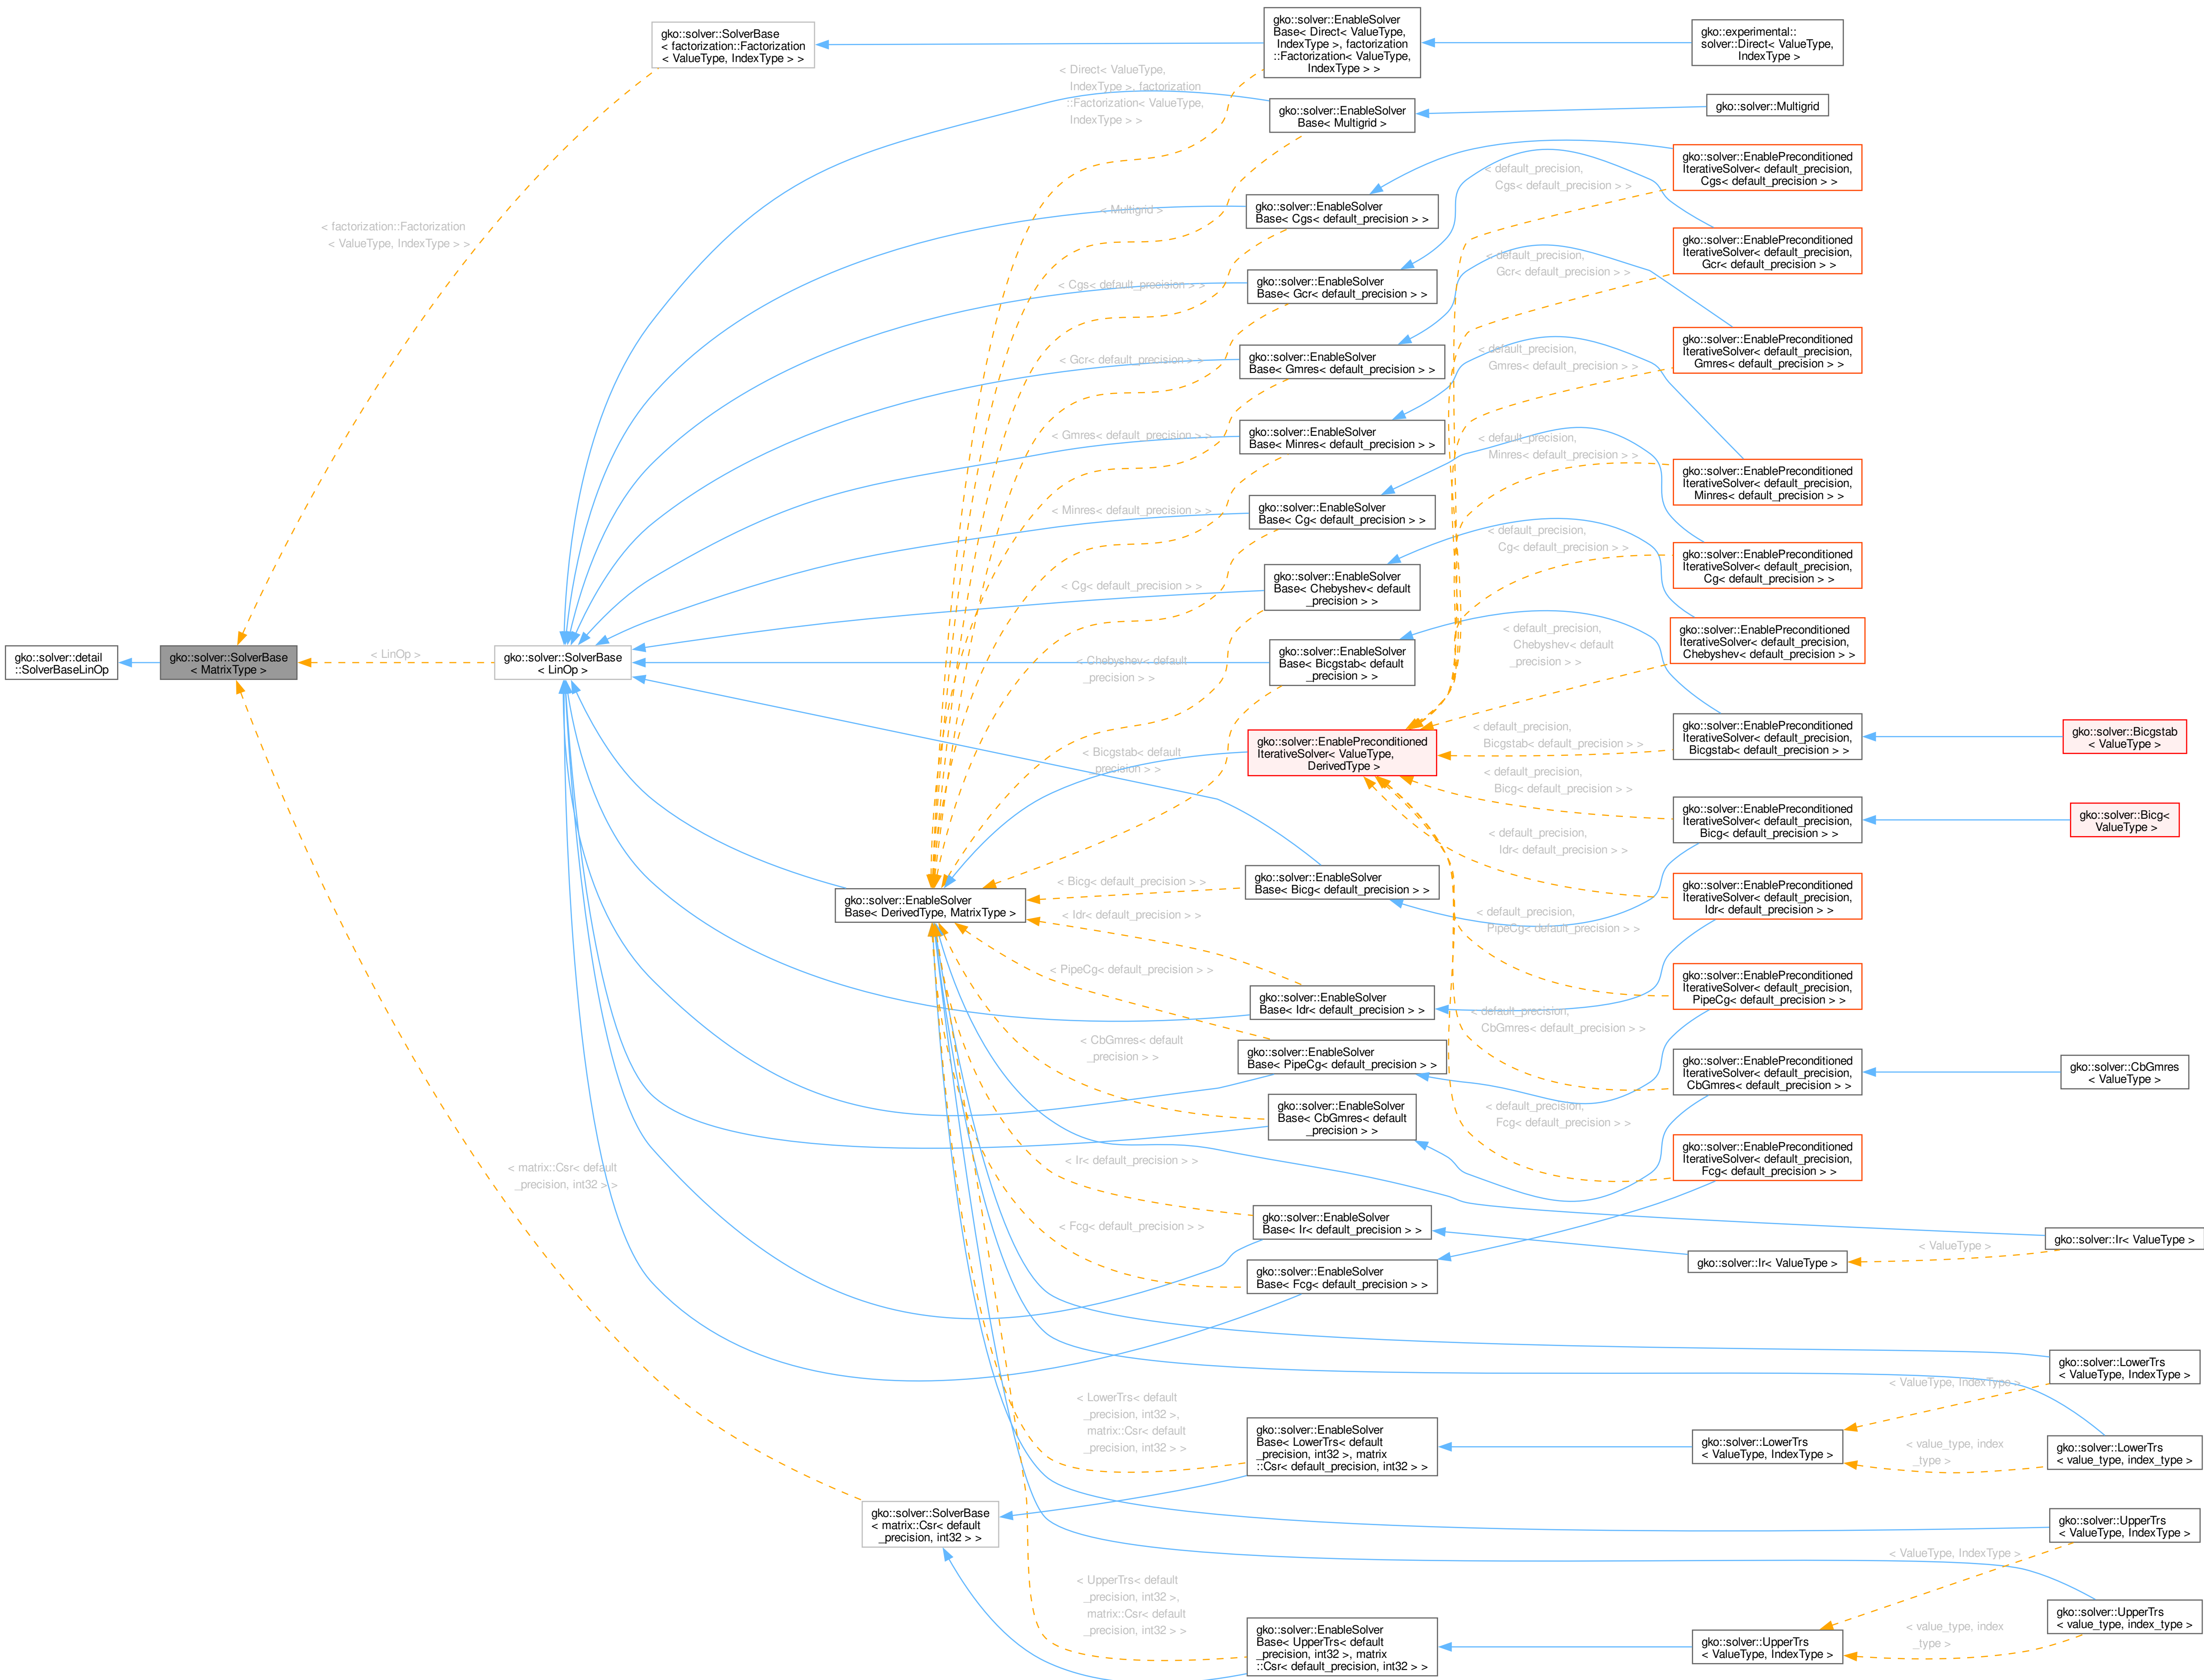 gko::solver::detail
::SolverBaseLinOp
gko::solver::SolverBase
< MatrixType >
< factorization::Factorization
< ValueType, IndexType > >
< LinOp >
< matrix::Csr< default
_precision, int32 > >
gko::solver::SolverBase
< factorization::Factorization
< ValueType, IndexType > >
gko::solver::SolverBase
< LinOp >
gko::solver::EnableSolver
Base< DerivedType, MatrixType >
gko::solver::SolverBase
< matrix::Csr< default
_precision, int32 > >
< Direct< ValueType,
IndexType >, factorization
::Factorization< ValueType,
IndexType > >
< Multigrid >
< Cgs< default_precision > >
< Gcr< default_precision > >
< Gmres< default_precision > >
< Minres< default_precision > >
< Cg< default_precision > >
< Chebyshev< default
_precision > >
< Bicgstab< default
_precision > >
< Bicg< default_precision > >
< Idr< default_precision > >
< PipeCg< default_precision > >
< CbGmres< default
_precision > >
< Ir< default_precision > >
< Fcg< default_precision > >
< LowerTrs< default
_precision, int32 >,
matrix::Csr< default
_precision, int32 > >
< UpperTrs< default
_precision, int32 >,
matrix::Csr< default
_precision, int32 > >
gko::solver::EnableSolver
Base< Direct< ValueType,
IndexType >, factorization
::Factorization< ValueType,
IndexType > >
gko::solver::EnableSolver
Base< Multigrid >
gko::solver::EnableSolver
Base< Cgs< default_precision > >
gko::solver::EnableSolver
Base< Gcr< default_precision > >
gko::solver::EnableSolver
Base< Gmres< default_precision > >
gko::solver::EnableSolver
Base< Minres< default_precision > >
gko::solver::EnableSolver
Base< Cg< default_precision > >
gko::solver::EnableSolver
Base< Chebyshev< default
_precision > >
gko::solver::EnableSolver
Base< Bicgstab< default
_precision > >
gko::solver::EnablePreconditioned
IterativeSolver< ValueType,
DerivedType >
gko::solver::EnableSolver
Base< Bicg< default_precision > >
gko::solver::EnableSolver
Base< Idr< default_precision > >
gko::solver::EnableSolver
Base< PipeCg< default_precision > >
gko::solver::EnableSolver
Base< CbGmres< default
_precision > >
gko::solver::EnableSolver
Base< Ir< default_precision > >
gko::solver::EnableSolver
Base< Fcg< default_precision > >
gko::solver::EnableSolver
Base< LowerTrs< default
_precision, int32 >, matrix
::Csr< default_precision, int32 > >
gko::solver::EnableSolver
Base< UpperTrs< default
_precision, int32 >, matrix
::Csr< default_precision, int32 > >
< default_precision,
Cgs< default_precision > >
< default_precision,
Gcr< default_precision > >
< default_precision,
Gmres< default_precision > >
< default_precision,
Minres< default_precision > >
< default_precision,
Cg< default_precision > >
< default_precision,
Chebyshev< default
_precision > >
< default_precision,
Bicgstab< default_precision > >
< default_precision,
Bicg< default_precision > >
< default_precision,
Idr< default_precision > >
< default_precision,
PipeCg< default_precision > >
< default_precision,
CbGmres< default_precision > >
< default_precision,
Fcg< default_precision > >
gko::experimental::
solver::Direct< ValueType,
IndexType >
gko::solver::Multigrid
gko::solver::EnablePreconditioned
IterativeSolver< default_precision,
Cgs< default_precision > >
gko::solver::EnablePreconditioned
IterativeSolver< default_precision,
Gcr< default_precision > >
gko::solver::EnablePreconditioned
IterativeSolver< default_precision,
Gmres< default_precision > >
gko::solver::EnablePreconditioned
IterativeSolver< default_precision,
Minres< default_precision > >
gko::solver::EnablePreconditioned
IterativeSolver< default_precision,
Cg< default_precision > >
gko::solver::EnablePreconditioned
IterativeSolver< default_precision,
Chebyshev< default_precision > >
gko::solver::EnablePreconditioned
IterativeSolver< default_precision,
Bicgstab< default_precision > >
gko::solver::EnablePreconditioned
IterativeSolver< default_precision,
Bicg< default_precision > >
gko::solver::EnablePreconditioned
IterativeSolver< default_precision,
Idr< default_precision > >
gko::solver::EnablePreconditioned
IterativeSolver< default_precision,
PipeCg< default_precision > >
gko::solver::EnablePreconditioned
IterativeSolver< default_precision,
CbGmres< default_precision > >
gko::solver::EnablePreconditioned
IterativeSolver< default_precision,
Fcg< default_precision > >
gko::solver::Ir< ValueType >
gko::solver::LowerTrs
< ValueType, IndexType >
gko::solver::UpperTrs
< ValueType, IndexType >
< ValueType >
< ValueType, IndexType >
< value_type, index
_type >
< ValueType, IndexType >
< value_type, index
_type >
gko::solver::Bicgstab
< ValueType >
gko::solver::Bicg<
ValueType >
gko::solver::CbGmres
< ValueType >
gko::solver::Ir< ValueType >
gko::solver::LowerTrs
< ValueType, IndexType >
gko::solver::LowerTrs
< value_type, index_type >
gko::solver::UpperTrs
< ValueType, IndexType >
gko::solver::UpperTrs
< value_type, index_type >